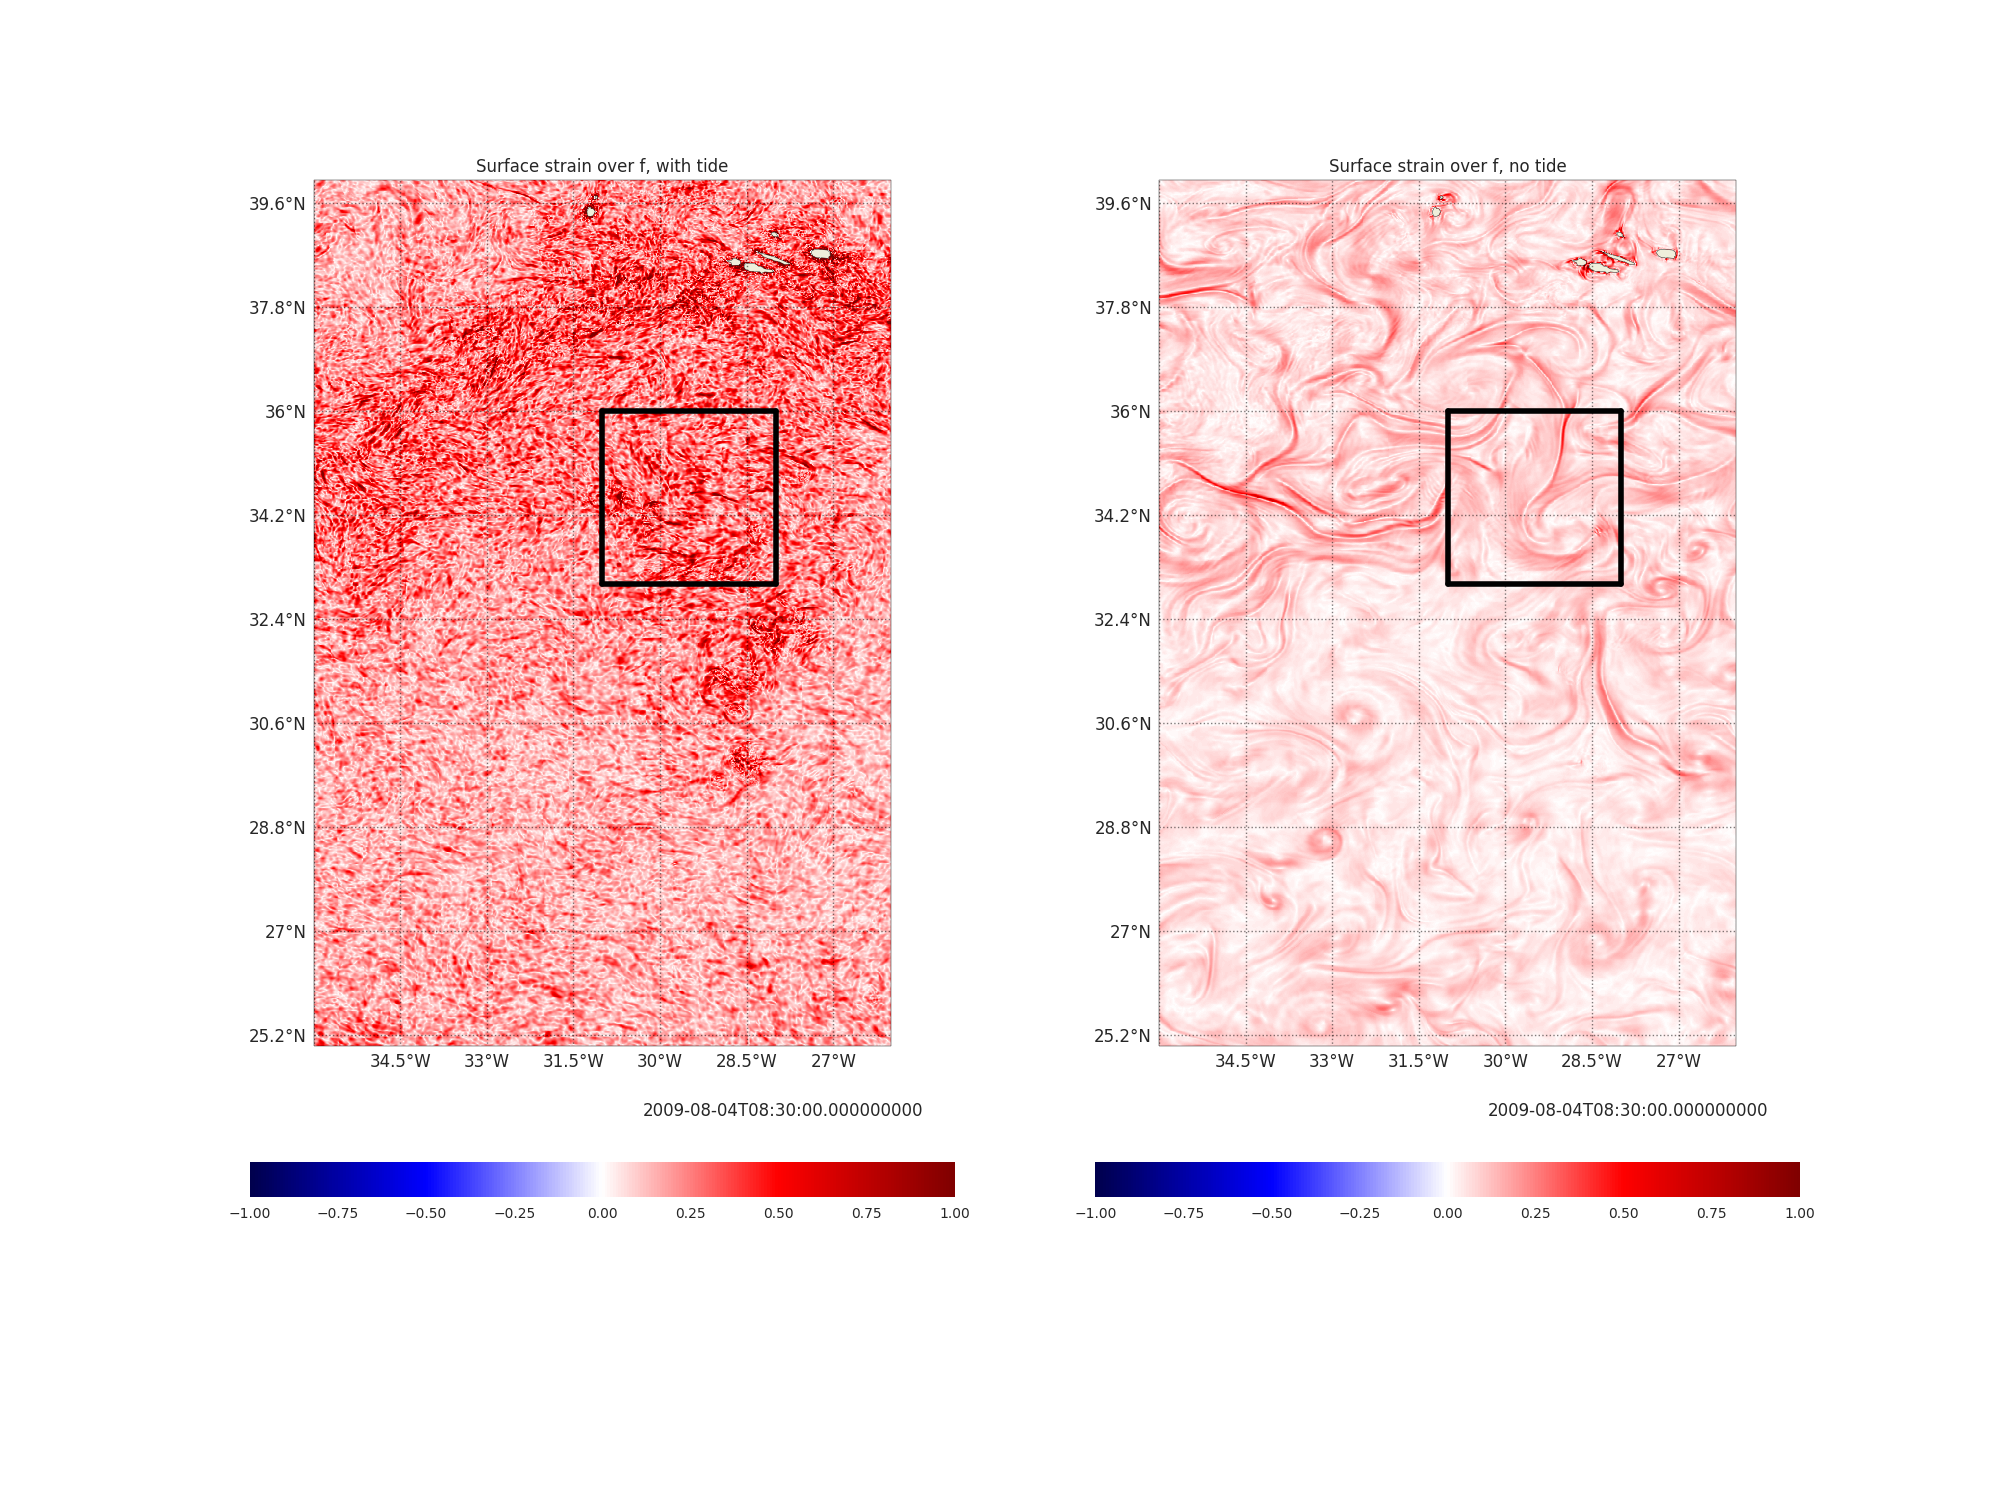 Surface strain over f, with tide
39.6°N
37.8°N
36°N
34.2°N
32.4°N
30.6°N
28.8°N
27°N
25.2°N
34.5°W 33°W 31.5°W 30°W 28.5°W 27°W
2009-08-04T08:30:00.000000000
−1.00 −0.75 −0.50 −0.25 0.00 0.25 0.50 0.75 1.00
Surface strain over f, no tide
39.6°N
37.8°N
36°N
34.2°N
32.4°N
30.6°N
28.8°N
27°N
25.2°N
34.5°W 33°W 31.5°W 30°W 28.5°W 27°W
2009-08-04T08:30:00.000000000
−1.00 −0.75 −0.50 −0.25 0.00 0.25 0.50 0.75 1.00